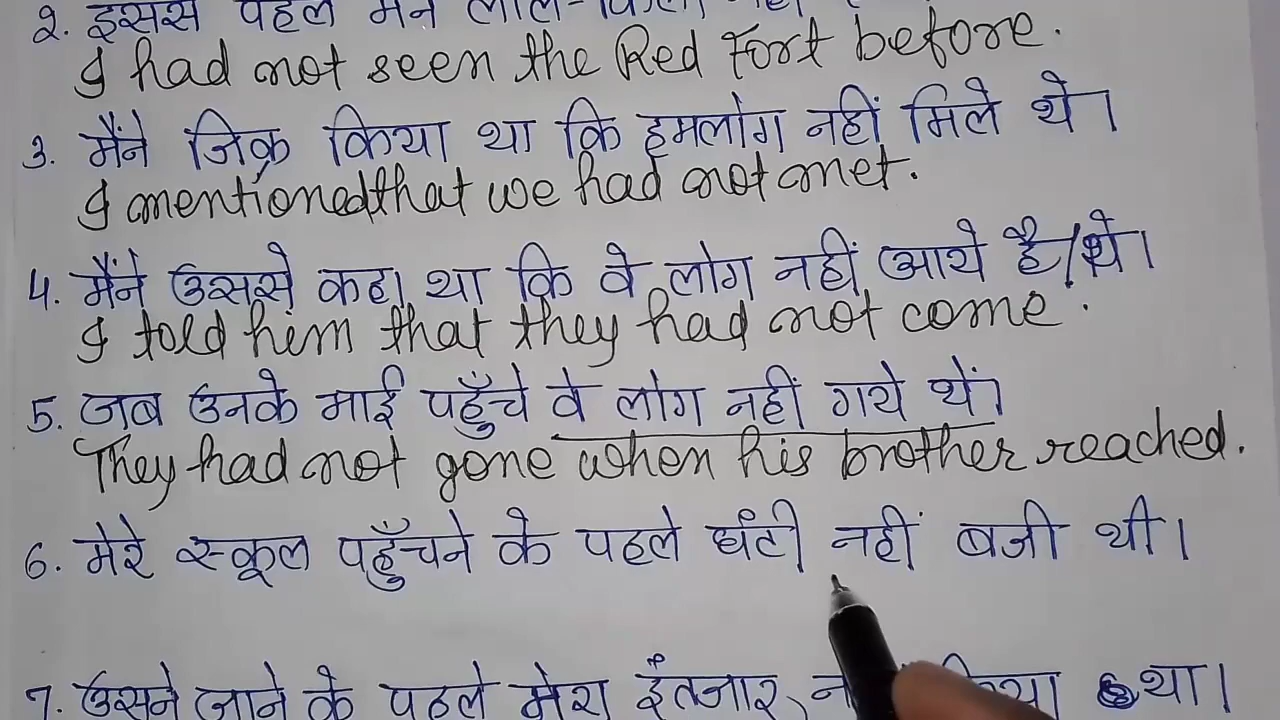 2. इससे पहले मैंने लाल-किला नहीं
I had not seen the Red Fort before.
3. मैंने जिक्र किया था कि हमलोग नहीं मिले थे।
I mentioned that we had not met.
4. मैंने उससे कहा था कि वे लोग नहीं आये है/थे।
I told him that they had not come.
5. जब उनके भाई पहुँचे वे लोग नहीं गये थें।
They had not gone when his brother reached.
6. मेरे स्कूल पहुँचने के पहले घंटी नहीं बजी थी।
7. उसने जाने के पहले मेरा इंतजार था।